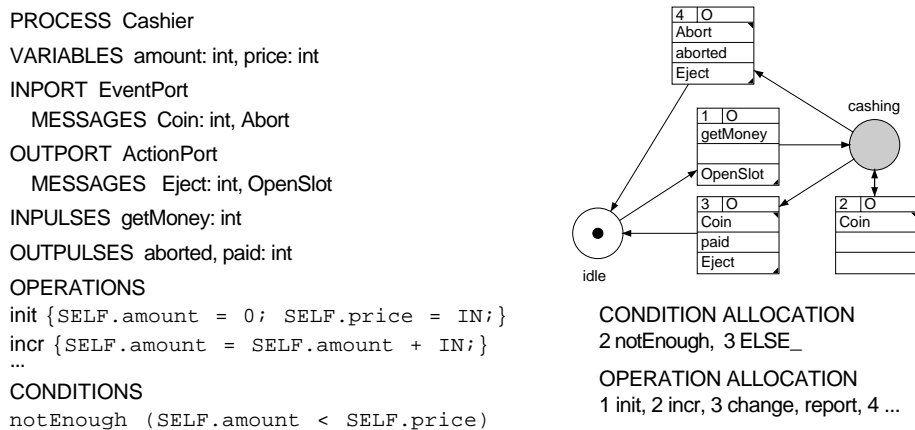 PROCESS Cashier
VARIABLES amount: int, price: int
INPORT EventPort
MESSAGES Coin: int, Abort
OUTPORT ActionPort
MESSAGES Eject: int, OpenSlot
INPULSES getMoney: int
OUTPULSES aborted, paid: int
OPERATIONS
init {SELF.amount = 0; SELF.price = IN;}
incr {SELF.amount = SELF.amount + IN;}
...
CONDITIONS
notEnough (SELF.amount < SELF.price)
4 O
Abort
aborted
Eject
cashing
1 O
getMoney
OpenSlot
3 O
Coin
paid
Eject
2 O
Coin
idle
CONDITION ALLOCATION
2 notEnough, 3 ELSE_
OPERATION ALLOCATION
1 init, 2 incr, 3 change, report, 4 ...